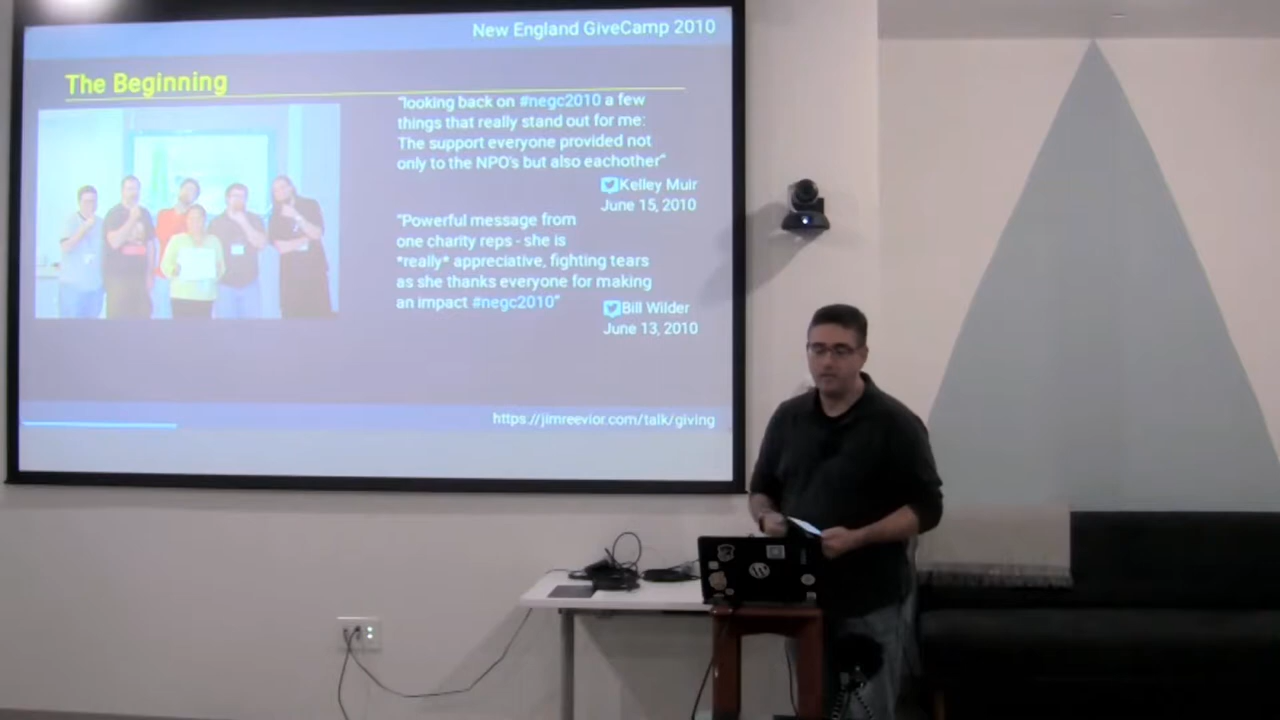 New England GiveCamp 2010
The Beginning
"looking back on #negc2010 a few
things that really stand out for me:
The support everyone provided not
only to the NPO's but also eachother"
Kelley Muir
June 15, 2010
"Powerful message from
one charity reps - she is
*really* appreciative, fighting tears
as she thanks everyone for making
an impact #negc2010"
Bill Wilder
June 13, 2010
https://jimreevior.com/talk/giving